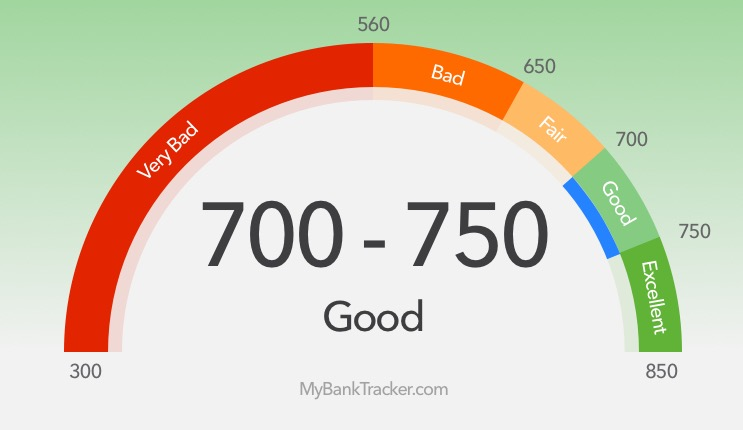 560
650
Bad
Fair
700
Very Bad
Good
750
700 - 750
Excellent
Good
300
850
MyBankTracker.com